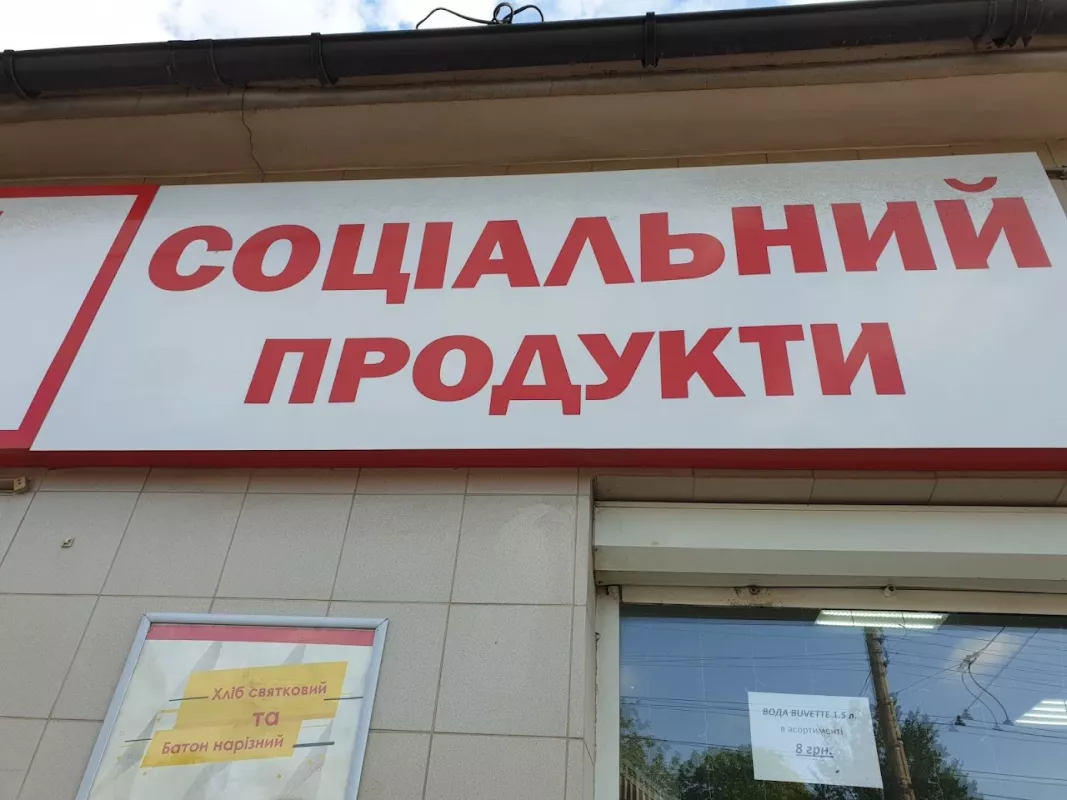 СОЦІАЛЬНИЙ
ПРОДУКТИ
Хліб святковий
та
Батон нарізний
ВОДА BUVETTE 1.5 л.
в асортименті
8 грн.